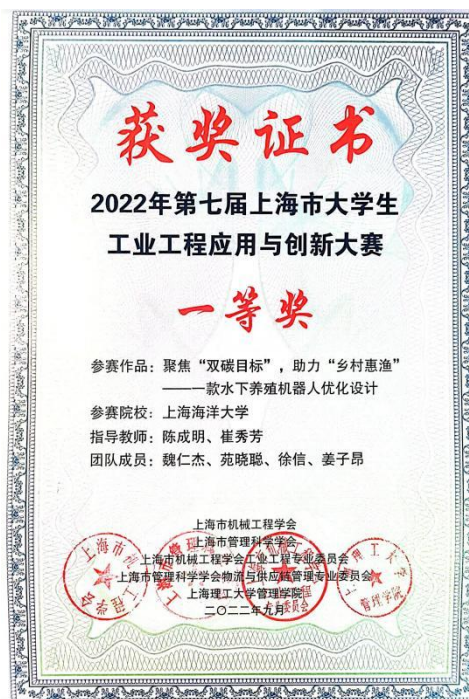 获奖证书
2022年第七届上海市大学生
工业工程应用与创新大赛
一等奖
参赛作品：聚焦“双碳目标”，助力“乡村惠渔”
———款水下养殖机器人优化设计
参赛院校：上海海洋大学
指导教师：陈成明、崔秀芳
团队成员：魏仁杰、苑晓聪、徐信、姜子昂
上海市机械工程学会
上海市管理科学学会
上海市机械工程学会工业工程专业委员会
上海市管理科学学会物流与供应链管理专业委员会
上海理工大学管理学院
二〇二二年九月